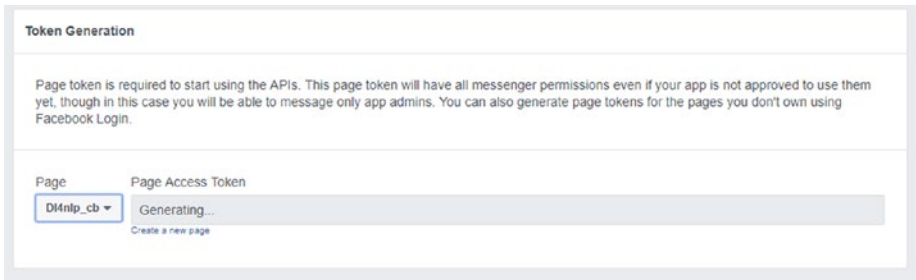 Token Generation
Page token is required to start using the APIs. This page token will have all messenger permissions even if your app is not approved to use them
yet, though in this case you will be able to message only app admins. You can also generate page tokens for the pages you don't own using
Facebook Login.
Page Page Access Token
Dl4nlp_cb Generating...
Create a new page